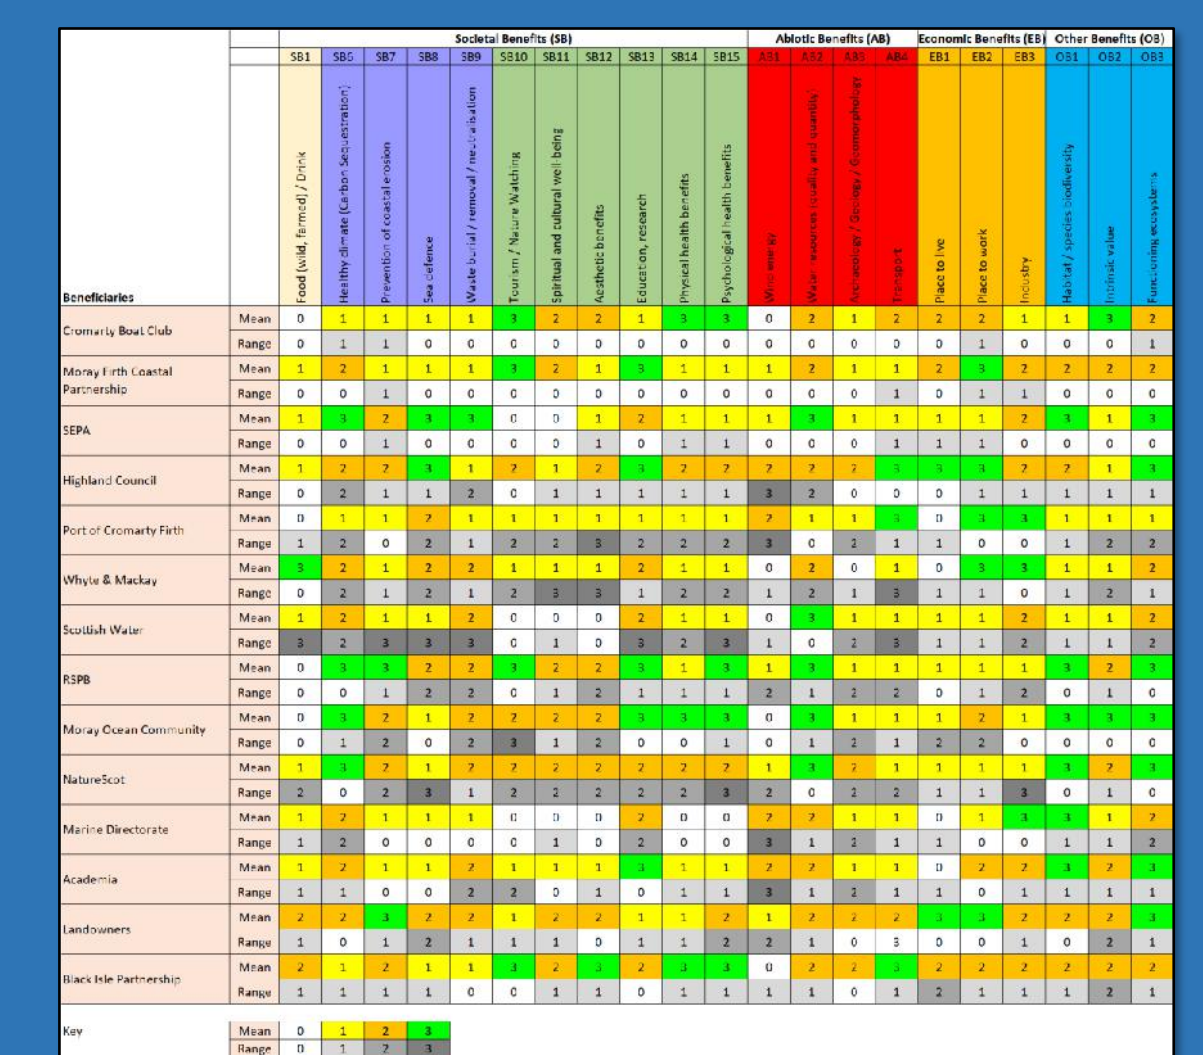 Societal Benefits (SB) Abiotic Benefits (AB) Economic Benefits (EB) Other Benefits (OB)
SB1 SB6 SB7 SB8 SB9 SB10 SB11 SB12 SB13 SB14 SB15 AB1 AB2 AB3 AB4 EB1 EB2 EB3 OB1 OB2 OB3
Beneficiaries
Food (wild, farmed) / Drink
Healthy climate (Carbon Sequestration)
Prevention of coastal erosion
Sea defence
Waste burial / removal / neutralisation
Tourism / Nature Watching
Spiritual and cultural well-being
Aesthetic benefits
Education, research
Physical health benefits
Psychological health benefits
Wind energy
Water resources (quality and quantity)
Archaeology / Geology / Geomorphology
Transport
Place to live
Place to work
Industry
Habitat / species biodiversity
Intrinsic value
Functioning ecosystems
Cromarty Boat Club
Mean 0 1 1 1 1 3 2 2 1 3 3 0 2 1 2 2 2 1 1 3 2
Range 0 1 1 0 0 0 0 0 0 0 0 0 0 0 0 0 1 0 0 0 1
Moray Firth Coastal
Partnership
Mean 1 2 1 1 1 3 2 1 3 1 1 1 2 1 1 2 3 2 2 2 2
Range 0 0 1 0 0 0 0 0 0 0 0 0 0 0 1 0 1 1 0 0 0
SEPA
Mean 1 3 2 3 3 0 0 1 2 1 1 1 3 1 1 1 1 2 3 1 3
Range 0 0 1 0 0 0 0 1 0 1 1 0 0 0 1 1 1 0 0 0 0
Highland Council
Mean 1 2 2 3 1 2 1 2 3 2 2 2 2 2 3 3 3 2 2 1 3
Range 0 2 1 1 2 0 1 1 1 1 1 3 2 0 0 0 1 1 1 1 1
Port of Cromarty Firth
Mean 0 1 1 2 1 1 1 1 1 1 1 2 1 1 3 0 3 3 1 1 1
Range 1 2 0 2 1 2 2 3 2 2 2 3 0 2 1 1 0 0 1 2 2
Whyte & Mackay
Mean 3 2 1 2 2 1 1 1 2 1 1 0 2 0 1 0 3 3 1 1 2
Range 0 2 1 2 1 2 3 3 1 2 2 1 2 1 3 1 1 0 1 2 1
Scottish Water
Mean 1 2 1 1 2 0 0 0 2 1 1 0 3 1 1 1 1 2 1 1 2
Range 3 2 3 3 3 0 1 0 3 2 3 1 0 2 3 1 1 2 1 1 2
RSPB
Mean 0 3 3 2 2 3 2 2 3 1 3 1 3 1 1 1 1 1 3 2 3
Range 0 0 1 2 2 0 1 2 1 1 1 2 1 2 2 0 1 2 0 1 0
Moray Ocean Community
Mean 0 3 2 1 2 2 2 2 3 3 3 0 3 1 1 1 2 1 3 3 3
Range 0 1 2 0 2 3 1 2 0 0 1 0 1 2 1 2 2 0 0 0 0
NatureScot
Mean 1 3 2 1 2 2 2 2 2 2 2 1 3 2 1 1 1 1 3 2 3
Range 2 0 2 3 1 2 2 2 2 2 3 2 0 2 2 1 1 3 0 1 0
Marine Directorate
Mean 1 2 1 1 1 0 0 0 2 0 0 2 2 1 1 0 1 3 3 1 2
Range 1 2 0 0 0 0 1 0 2 0 0 3 1 2 1 1 0 0 1 1 2
Academia
Mean 1 2 1 1 2 1 1 1 3 1 1 2 2 1 1 0 2 2 3 2 3
Range 1 1 0 0 2 2 0 1 0 1 1 3 1 2 1 1 0 1 1 1 1
Landowners
Mean 2 2 3 2 2 1 2 2 1 1 2 1 2 2 2 3 3 2 2 2 3
Range 1 0 1 2 1 1 1 0 1 1 2 2 1 0 3 0 0 1 0 2 1
Black Isle Partnership
Mean 2 1 2 1 1 3 2 3 2 3 3 0 2 2 3 2 2 2 2 2 2
Range 1 1 1 1 0 0 1 1 0 1 1 1 1 0 1 2 1 1 1 2 1
Key
Mean 0 1 2 3
Range 0 1 2 3